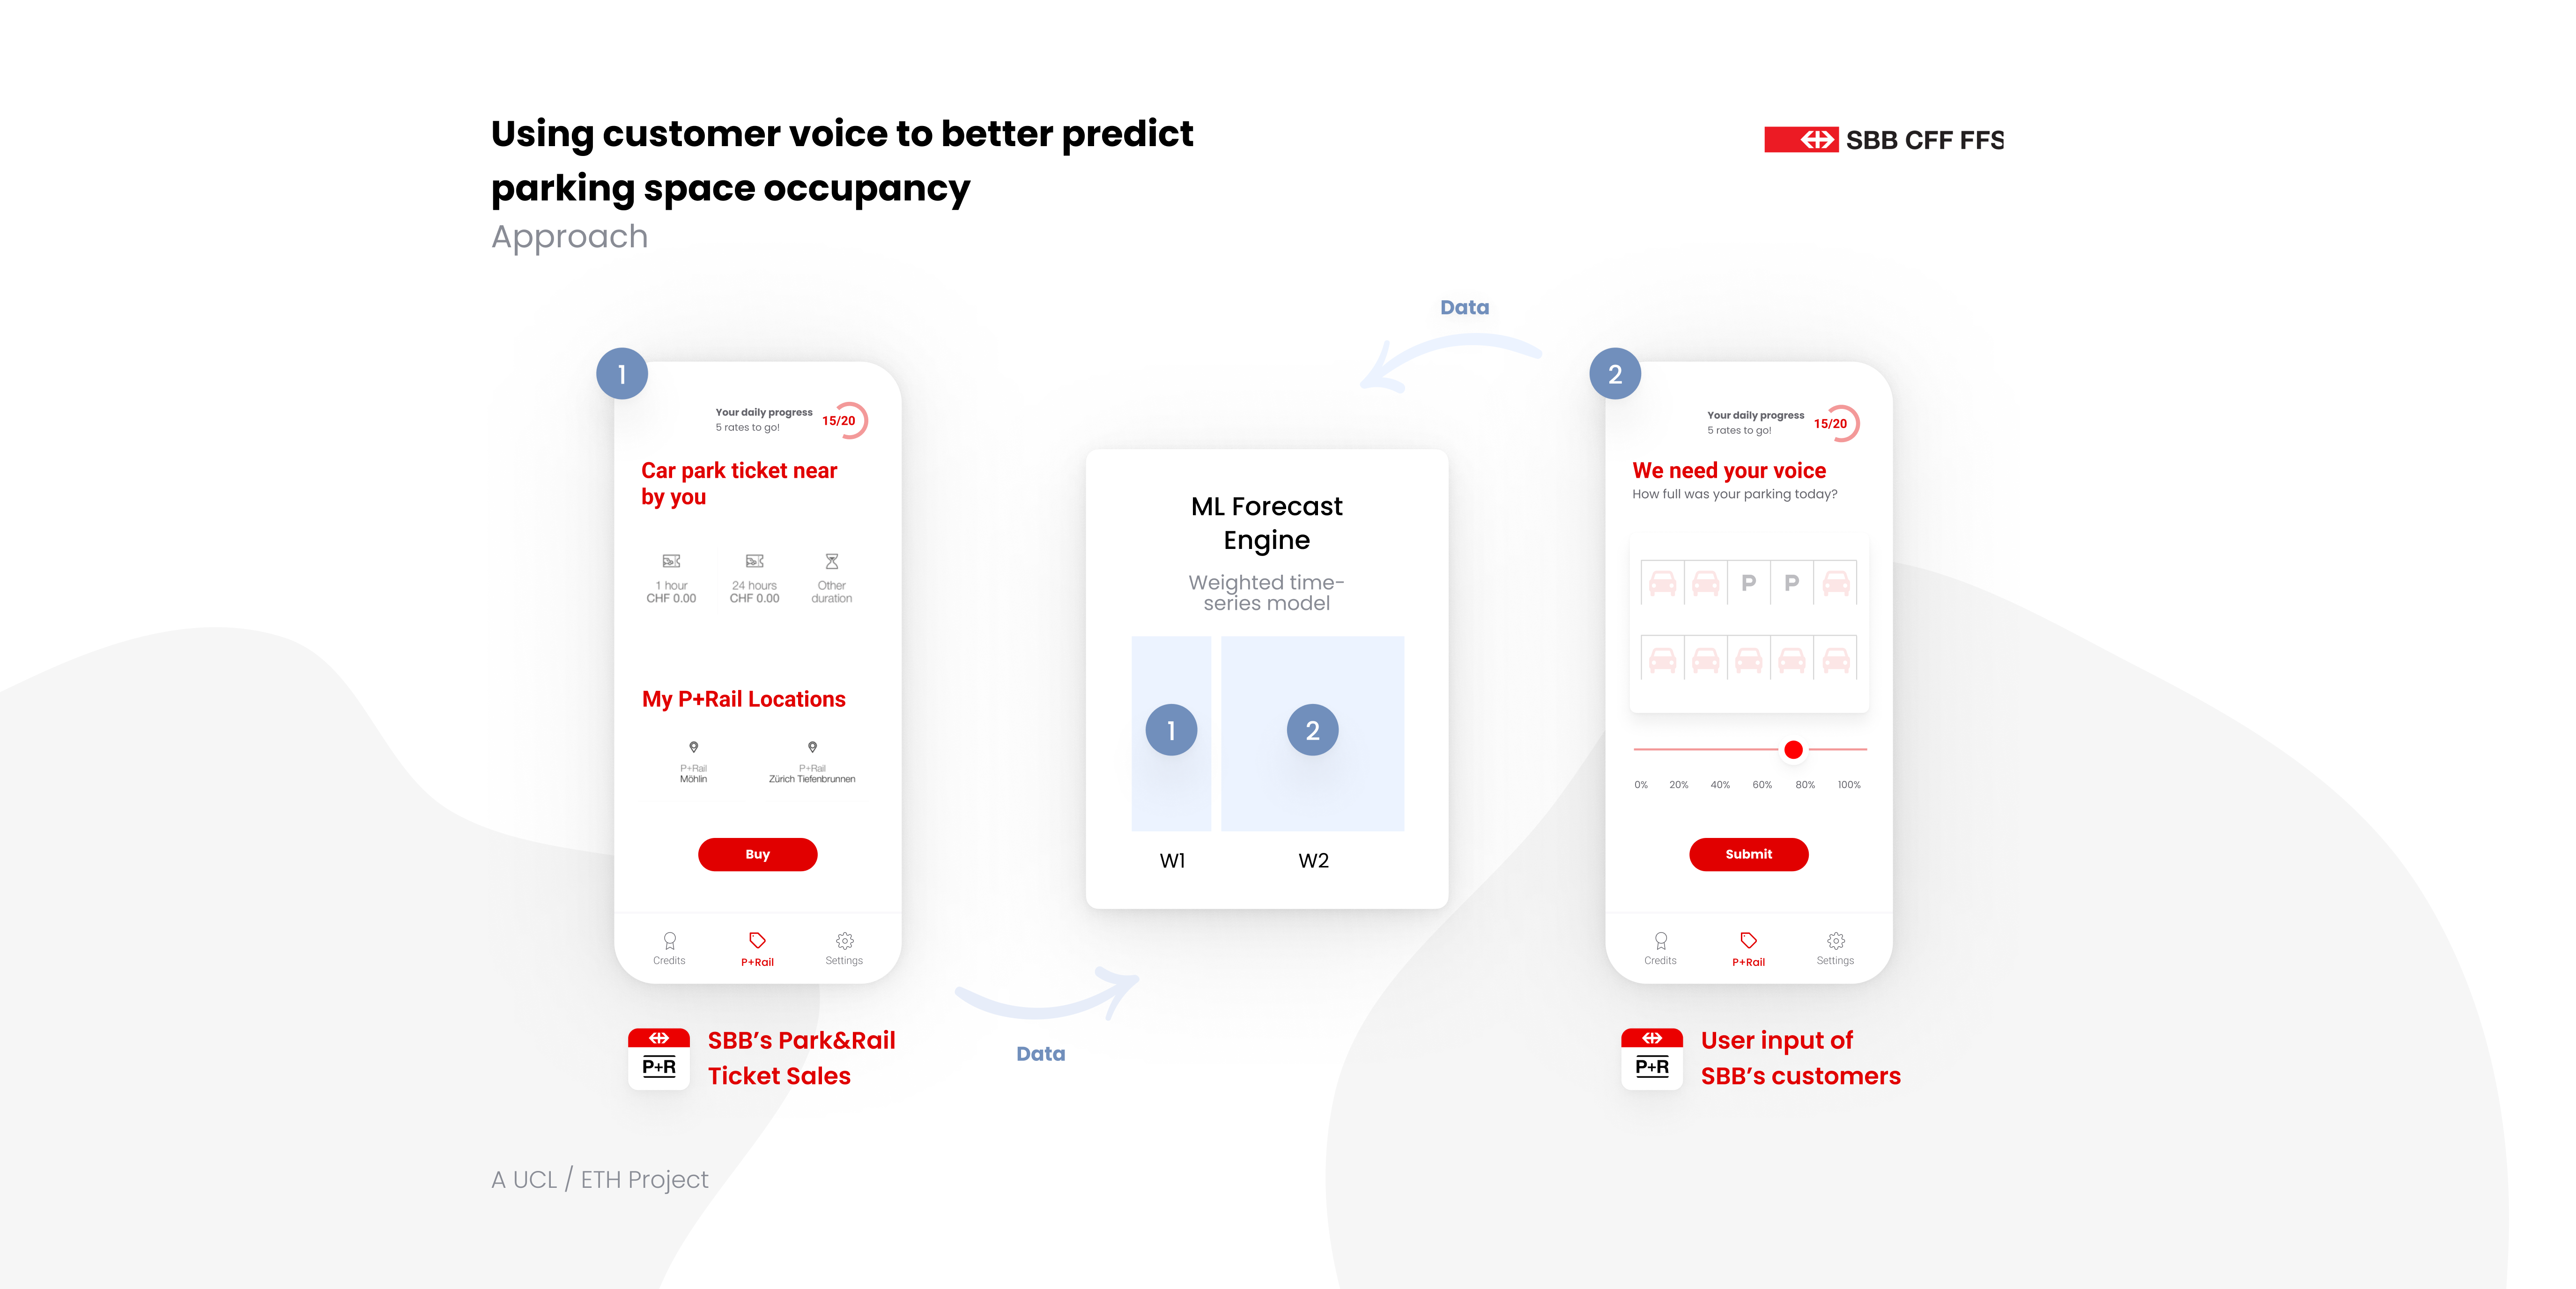 Using customer voice to better predict
parking space occupancy
Approach
SBB CFF FFS
1
Your daily progress
5 rates to go!
15/20
Car park ticket near
by you
1 hour
CHF 0.00
24 hours
CHF 0.00
Other
duration
My P+Rail Locations
P+Rail
Möhlin
P+Rail
Zürich Tiefenbrunnen
Buy
Credits
P+Rail
Settings
P+R
SBB's Park&Rail
Ticket Sales
Data
ML Forecast
Engine
Weighted time-
series model
1
2
W1
W2
Data
2
Your daily progress
5 rates to go!
15/20
We need your voice
How full was your parking today?
P
P
0%
20%
40%
60%
80%
100%
Submit
Credits
P+Rail
Settings
P+R
User input of
SBB's customers
A UCL / ETH Project